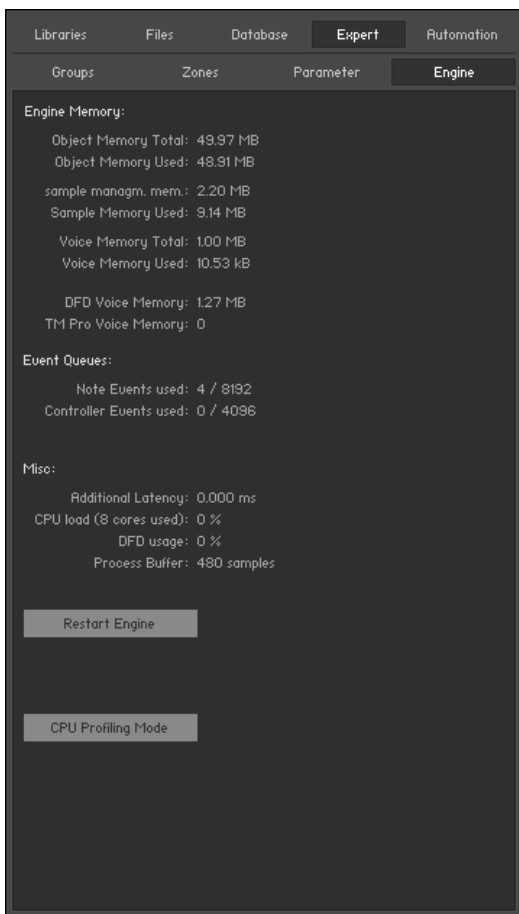 Libraries Files Database Expert Automation
Groups Zones Parameter Engine
Engine Memory:
Object Memory Total: 49.97 MB
Object Memory Used: 48.91 MB
sample managm. mem.: 2.20 MB
Sample Memory Used: 9.14 MB
Voice Memory Total: 1.00 MB
Voice Memory Used: 10.53 kB
DFD Voice Memory: 1.27 MB
TM Pro Voice Memory: 0
Event Queues:
Note Events used: 4 / 8192
Controller Events used: 0 / 4096
Misc:
Additional Latency: 0.000 ms
CPU load (8 cores used): 0 %
DFD usage: 0 %
Process Buffer: 480 samples
Restart Engine
CPU Profiling Mode